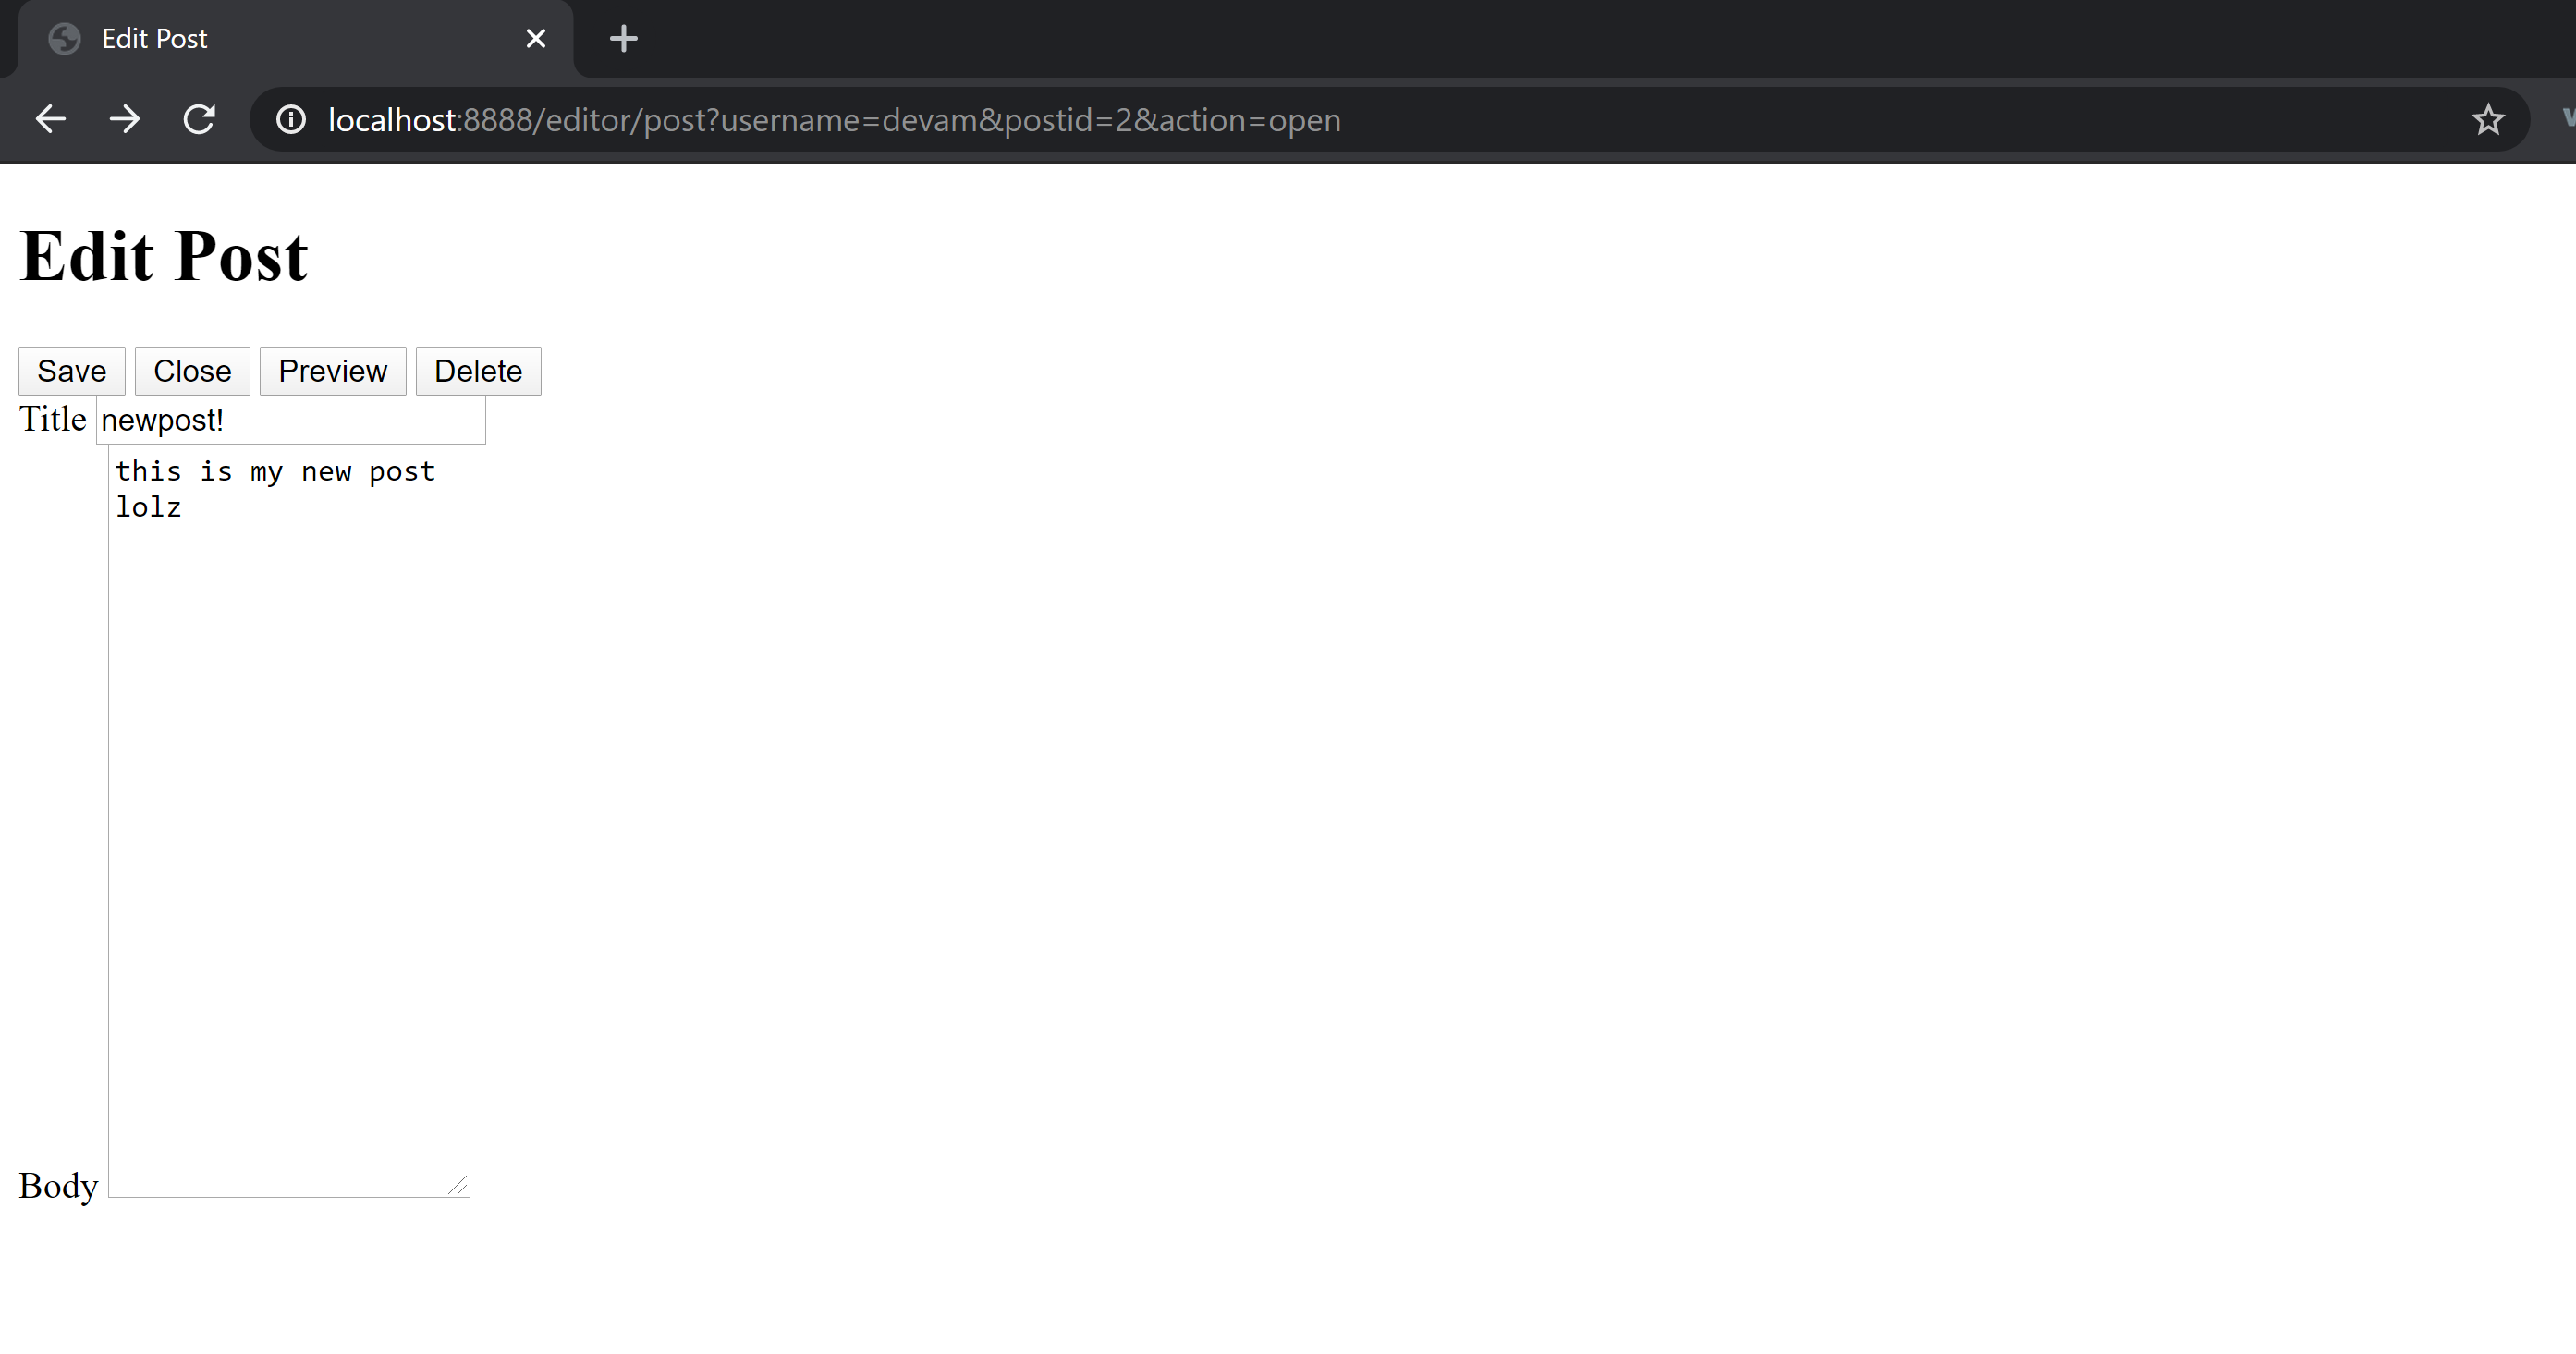 Edit Post
localhost:8888/editor/post?username=devam&postid=2&action=open
Edit Post
Save Close Preview Delete
Title newpost!
this is my new post
lolz
Body